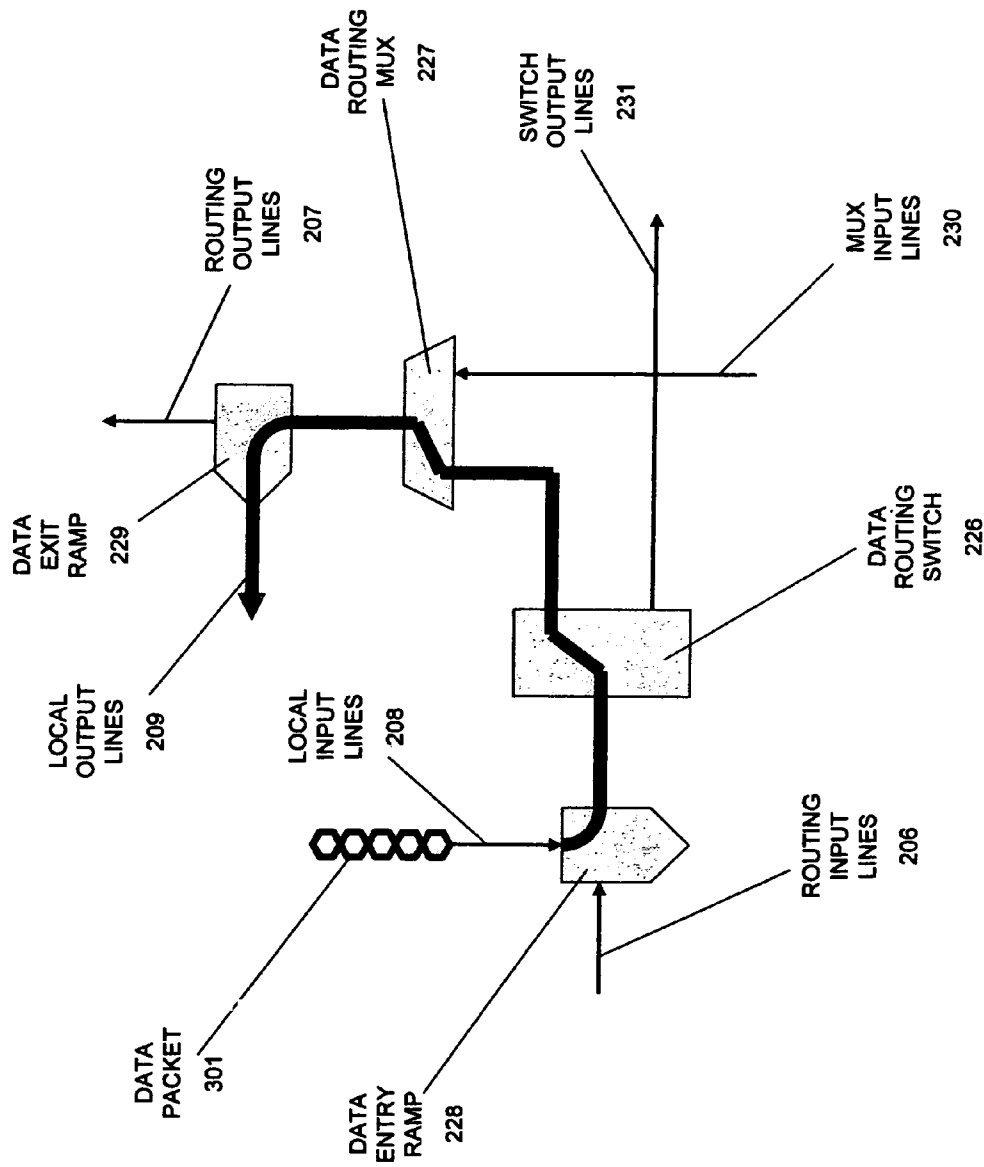 DATA
PACKET
301
DATA
ENTRY
RAMP
228
LOCAL
OUTPUT
LINES
209
LOCAL
INPUT
LINES
208
ROUTING
INPUT
LINES
206
DATA
EXIT
RAMP
229
DATA
ROUTING
SWITCH
226
ROUTING
OUTPUT
LINES
207
DATA
ROUTING
MUX
227
SWITCH
OUTPUT
LINES
231
MUX
INPUT
LINES
230